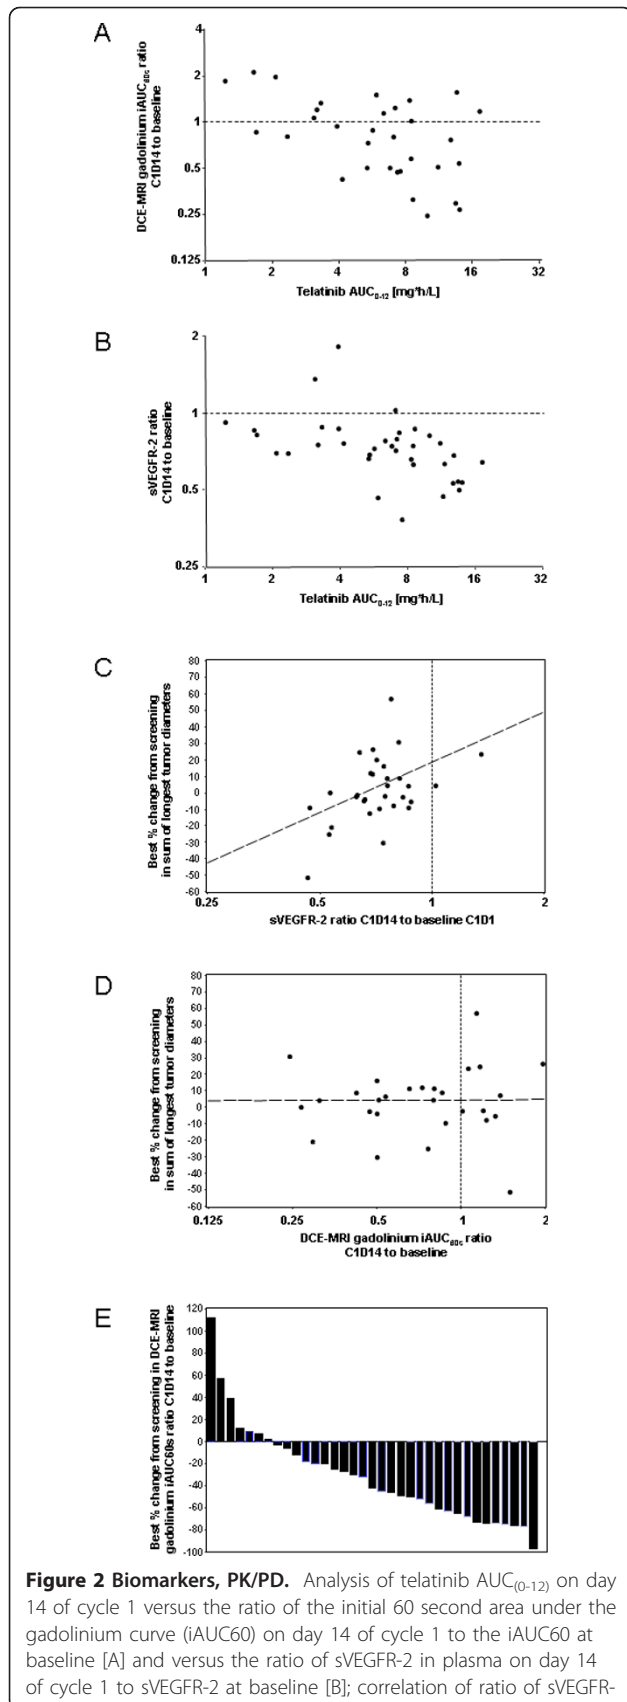 A
DCE-MRI gadolinium iAUC60s ratio
C1D14 to baseline
4
2
1
0.5
0.25
0.125
1 2 4 8 16 32
Telatinib AUC0-12 [mg*h/L]
B
sVEGFR-2 ratio
C1D14 to baseline
2
1
0.5
0.25
1 2 4 8 16 32
Telatinib AUC0-12 [mg*h/L]
C
Best % change from screening
in sum of longest tumor diameters
80
70
60
50
40
30
20
10
0
-10
-20
-30
-40
-50
-60
0.25 0.5 1 2
sVEGFR-2 ratio C1D14 to baseline C1D1
D
Best % change from screening
in sum of longest tumor diameters
80
70
60
50
40
30
20
10
0
-10
-20
-30
-40
-50
-60
0.125 0.25 0.5 1 2
DCE-MRI gadolinium iAUC60s ratio
C1D14 to baseline
E
Best % change from screening in DCE-MRI
gadolinium iAUC60s ratio C1D14 to baseline
120
100
80
60
40
20
0
-20
-40
-60
-80
-100
Figure 2 Biomarkers, PK/PD. Analysis of telatinib AUC(0-12) on day
14 of cycle 1 versus the ratio of the initial 60 second area under the
gadolinium curve (iAUC60) on day 14 of cycle 1 to the iAUC60 at
baseline [A] and versus the ratio of sVEGFR-2 in plasma on day 14
of cycle 1 to sVEGFR-2 at baseline [B]; correlation of ratio of sVEGFR-